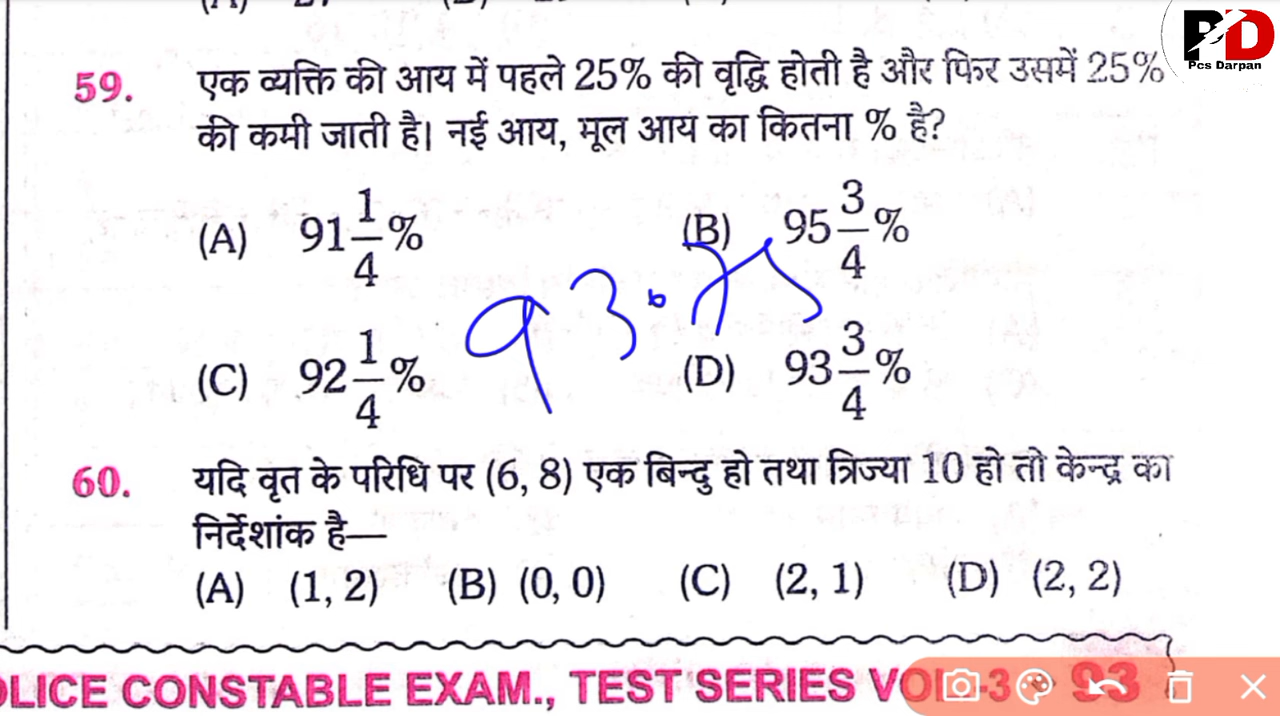 PD
Pcs Darpan
59. एक व्यक्ति की आय में पहले 25% की वृद्धि होती है और फिर उसमें 25%
की कमी जाती है। नई आय, मूल आय का कितना % है?
(A) 91 1/4 % (B) 95 3/4 %
93.75
(C) 92 1/4 % (D) 93 3/4 %
60. यदि वृत के परिधि पर (6, 8) एक बिन्दु हो तथा त्रिज्या 10 हो तो केन्द्र का
निर्देशांक है—
(A) (1, 2) (B) (0, 0) (C) (2, 1) (D) (2, 2)
CONSTABLE EXAM., TEST SERIES 93